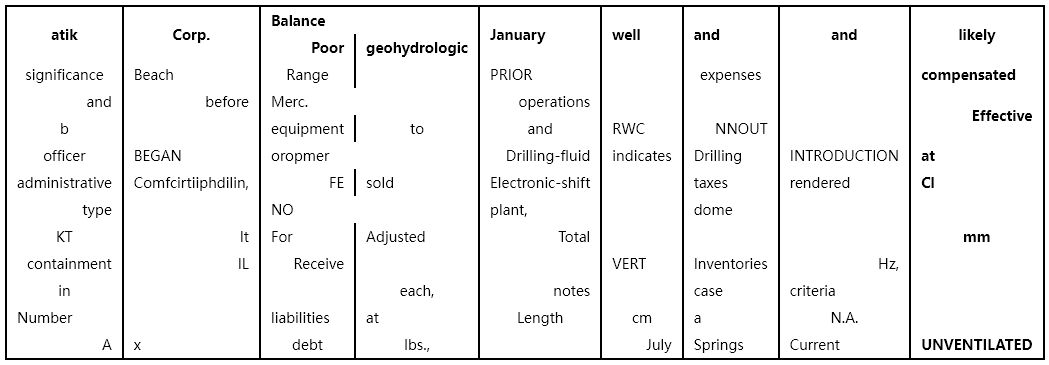 Balance
atik Corp. January well and and likely
Poor geohydrologic
significance Beach Range PRIOR expenses compensated
and before Merc. operations Effective
b equipment to and RWC NNOUT
officer BEGAN oropmer Drilling-fluid indicates Drilling INTRODUCTION at
administrative Comfcirtiiphdilin, FE sold Electronic-shift taxes rendered CI
type NO plant, dome
KT It For Adjusted Total mm
containment IL Receive VERT Inventories Hz,
in each, notes case criteria
Number liabilities at Length cm a N.A.
A x debt lbs., July Springs Current UNVENTILATED